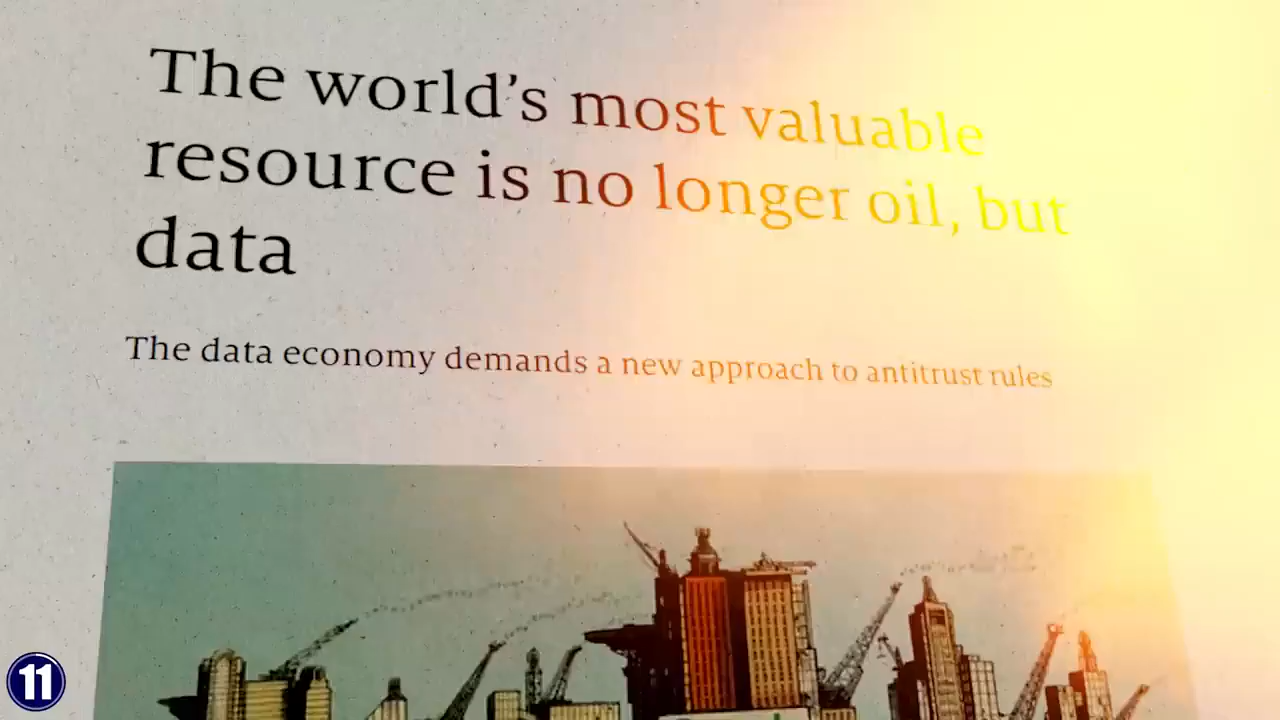 The world’s most valuable
resource is no longer oil, but
data
The data economy demands a new approach to antitrust rules
11